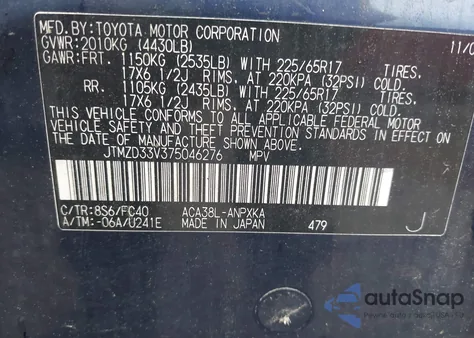 MFD.BY:TOYOTA MOTOR CORPORATION
GVWR:2010KG (4430LB) 11/0
GAWR:FRT. 1150KG (2535LB) WITH 225/65R17 TIRES.
17X6 1/2J RIMS. AT 220KPA (32PSI) COLD.
RR. 1105KG (2435LB) WITH 225/65R17 TIRES.
17X6 1/2J RIMS. AT 220KPA (32PSI) COLD.
THIS VEHICLE CONFORMS TO ALL APPLICABLE FEDERAL
MOTOR VEHICLE SAFETY, BUMPER, AND
THEFT PREVENTION STANDARDS IN EFFECT ON
THE DATE OF MANUFACTURE SHOWN ABOVE.
JTMZD33V375046276 MPV
C/TR:8S6/FC40 ACA38L-ANPXKA
A/TM:-06A/U241E MADE IN JAPAN 479 J
autoSnap